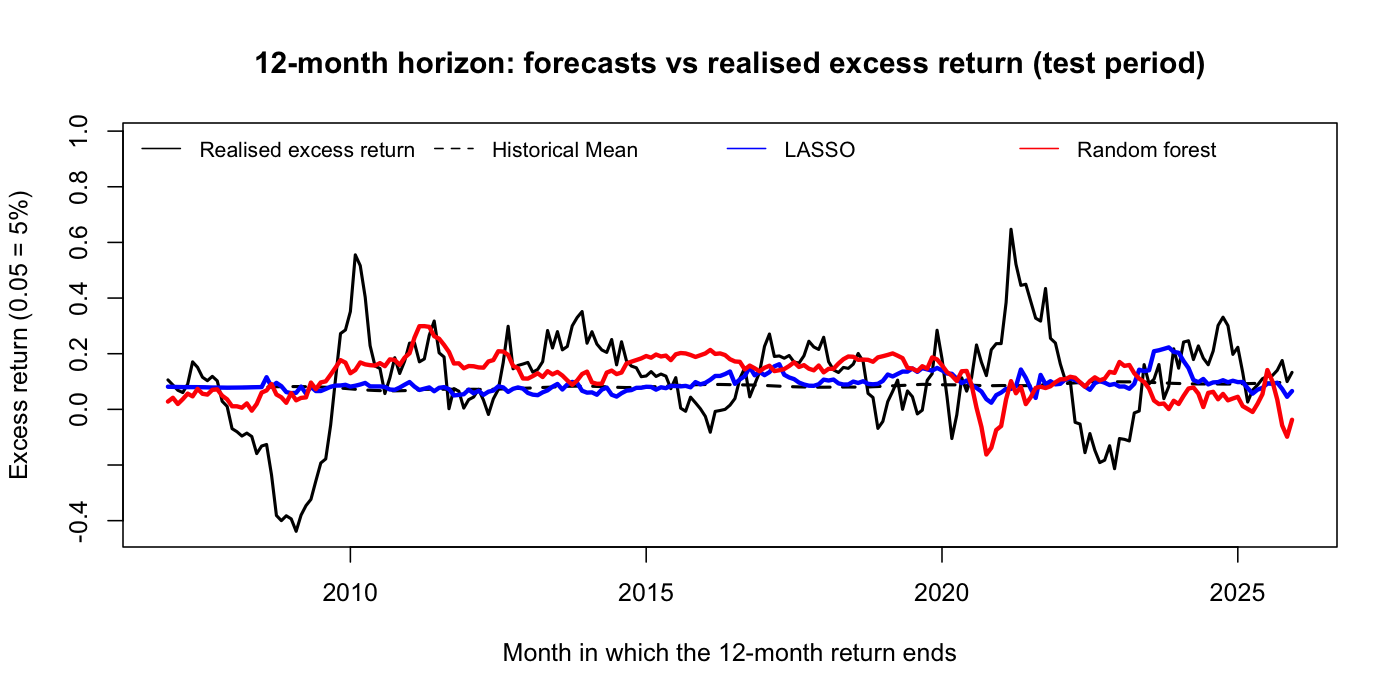 12-month horizon: forecasts vs realised excess return (test period)
Realised excess return Historical Mean LASSO Random forest
Excess return (0.05 = 5%)
1.0
0.8
0.6
0.4
0.2
0.0
-0.4
2010 2015 2020 2025
Month in which the 12-month return ends